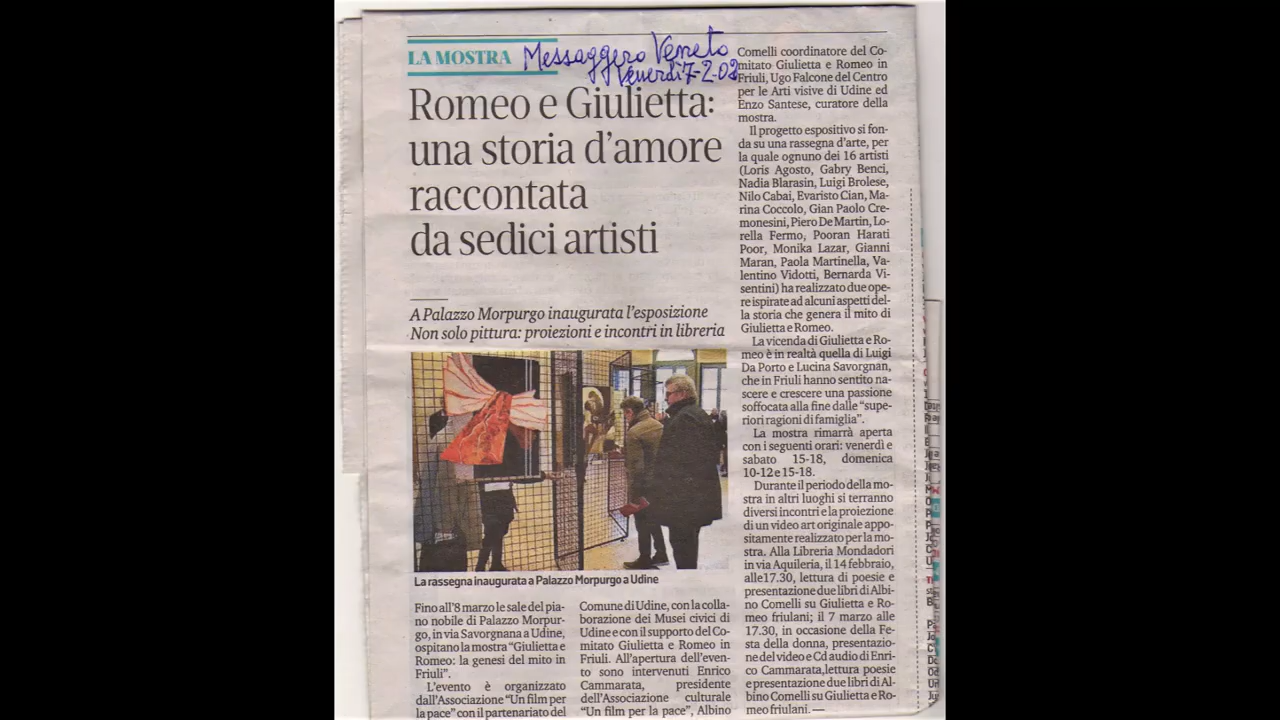 LA MOSTRA
Messaggero Veneto
Venerdì 7-2-02
Romeo e Giulietta:
una storia d'amore
raccontata
da sedici artisti
A Palazzo Morpurgo inaugurata l'esposizione
Non solo pittura: proiezioni e incontri in libreria
La rassegna inaugurata a Palazzo Morpurgo a Udine
Fino all'8 marzo le sale del pia-
no nobile di Palazzo Morpur-
go, in via Savorgnana a Udine,
ospitano la mostra "Giulietta e
Romeo: la genesi del mito in
Friuli".
L'evento è organizzato
dall'Associazione "Un film per
la pace" con il partenariato del
Comune di Udine, con la colla-
borazione dei Musei civici di
Udine e con il supporto del Co-
mitato Giulietta e Romeo in
Friuli. All'apertura dell'even-
to sono intervenuti Enrico
Cammarata, presidente
dell'Associazione culturale
"Un film per la pace", Albino
Comelli coordinatore del Co-
mitato Giulietta e Romeo in
Friuli, Ugo Falcone del Centro
per le Arti visive di Udine ed
Enzo Santese, curatore della
mostra.
Il progetto espositivo si fon-
da su una rassegna d'arte, per
la quale ognuno dei 16 artisti
(Loris Agosto, Gabry Benci,
Nadia Blarasin, Luigi Brolese,
Nilo Cabai, Evaristo Cian, Ma-
rina Coccolo, Gian Paolo Cre-
monesini, Piero De Martin, Lo-
rella Fermo, Pooran Harati
Poor, Monika Lazar, Gianni
Maran, Paola Martinella, Va-
lentino Vidotti, Bernarda Vi-
sentini) ha realizzato due ope-
re ispirate ad alcuni aspetti del-
la storia che genera il mito di
Giulietta e Romeo.
La vicenda di Giulietta e Ro-
meo è in realtà quella di Luigi
Da Porto e Lucina Savorgnan,
che in Friuli hanno sentito na-
scere e crescere una passione
soffocata alla fine dalle "supe-
riori ragioni di famiglia".
La mostra rimarrà aperta
con i seguenti orari: venerdì e
sabato 15-18, domenica
10-12 e 15-18.
Durante il periodo della mo-
stra in altri luoghi si terranno
diversi incontri e la proiezione
di un video art originale appo-
sitamente realizzato per la mo-
stra. Alla Libreria Mondadori
in via Aquileria, il 14 febbraio,
alle 17.30, lettura di poesie e
presentazione due libri di Albi-
no Comelli su Giulietta e Ro-
meo friulani; il 7 marzo alle
17.30, in occasione della Fe-
sta della donna, presentazio-
ne del video e Cd audio di Enri-
co Cammarata, lettura poesie
e presentazione due libri di Al-
bino Comelli su Giulietta e Ro-
meo friulani. —